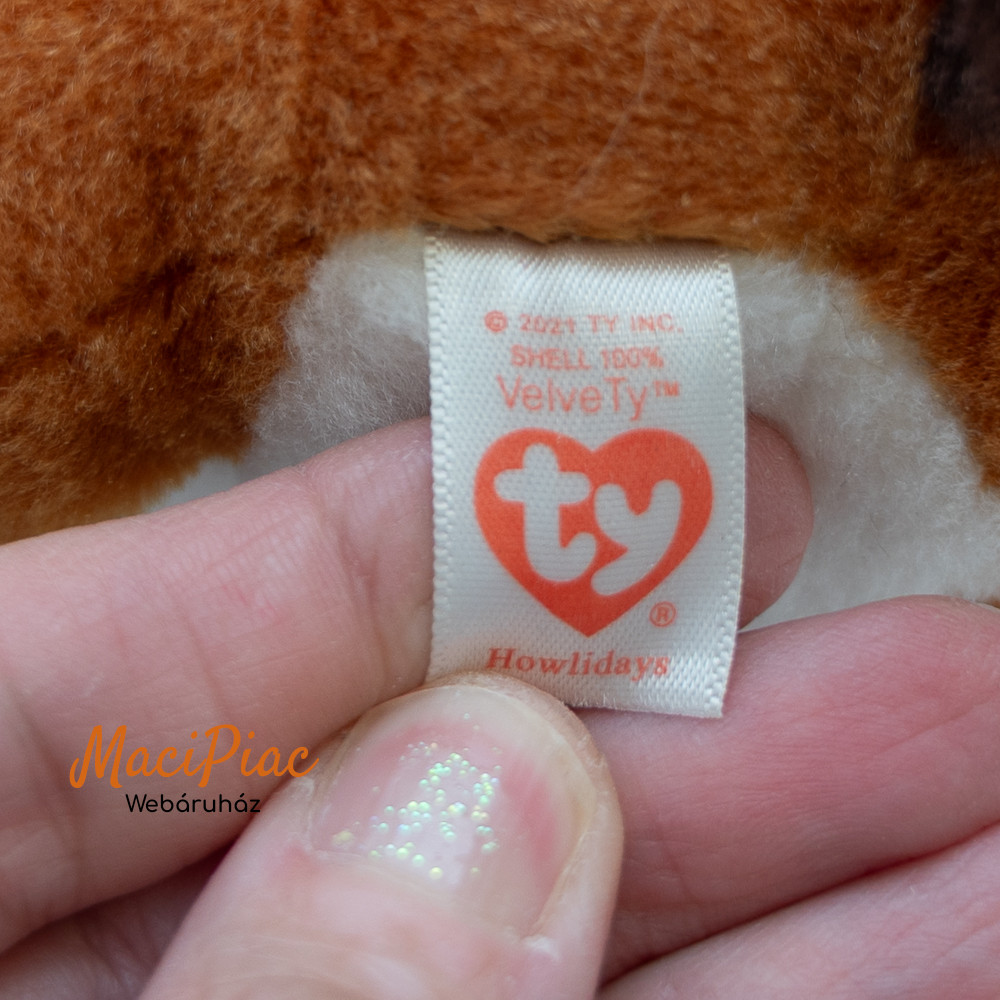 © 2021 TY INC.
SHELL 100%
VelveTy™
ty
®
Howlidays
MaciPiac
Webáruház